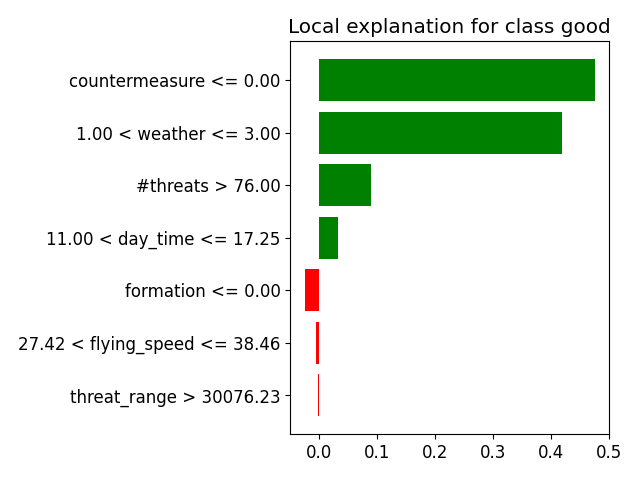 Local explanation for class good
countermeasure <= 0.00
1.00 < weather <= 3.00
#threats > 76.00
11.00 < day_time <= 17.25
formation <= 0.00
27.42 < flying_speed <= 38.46
threat_range > 30076.23
0.0 0.1 0.2 0.3 0.4 0.5